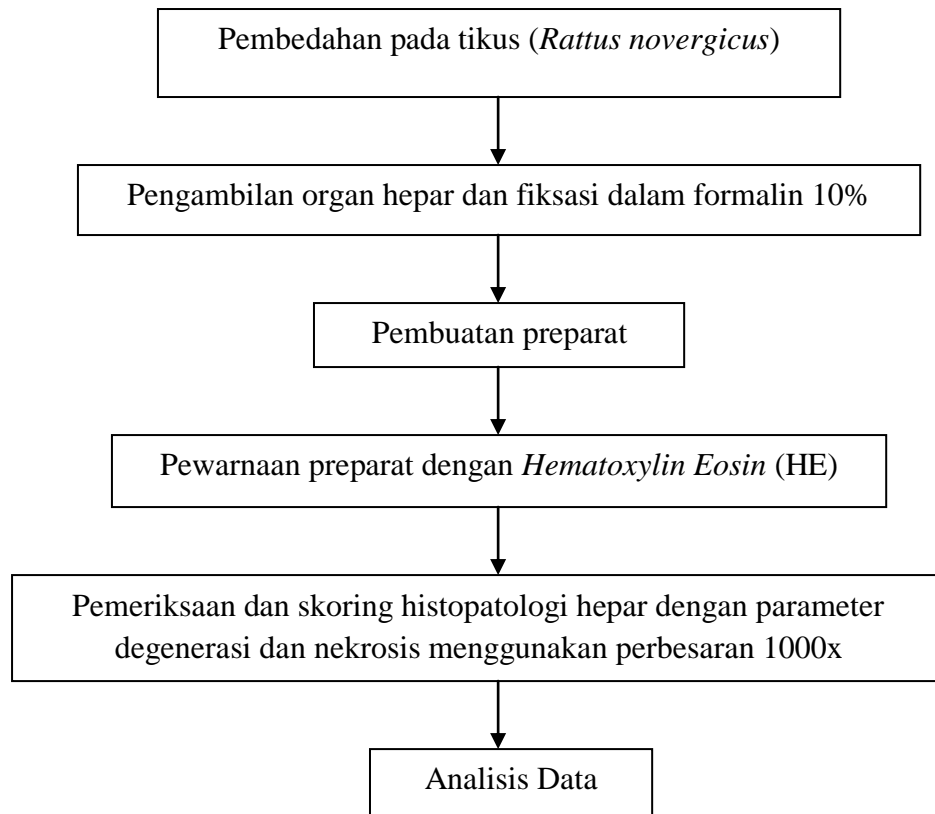 Pembedahan pada tikus (Rattus novergicus)
Pengambilan organ hepar dan fiksasi dalam formalin 10%
Pembuatan preparat
Pewarnaan preparat dengan Hematoxylin Eosin (HE)
Pemeriksaan dan skoring histopatologi hepar dengan parameter
degenerasi dan nekrosis menggunakan perbesaran 1000x
Analisis Data